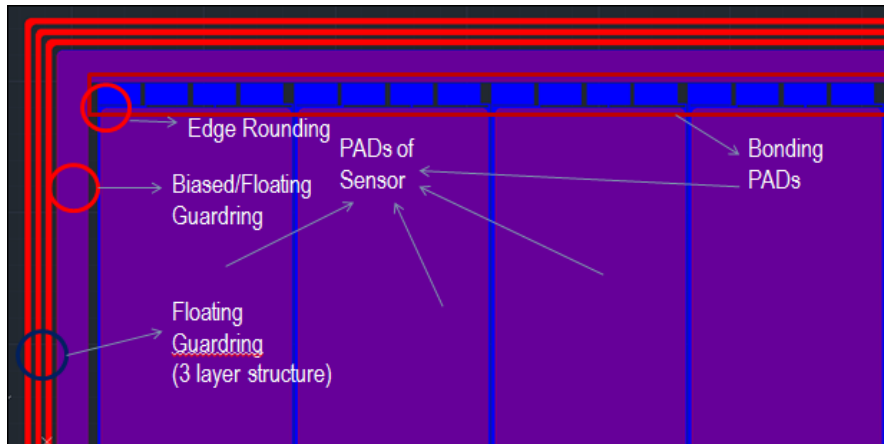 Edge Rounding
PADs of
Sensor
Bonding
PADs
Biased/Floating
Guardring
Floating
Guardring
(3 layer structure)